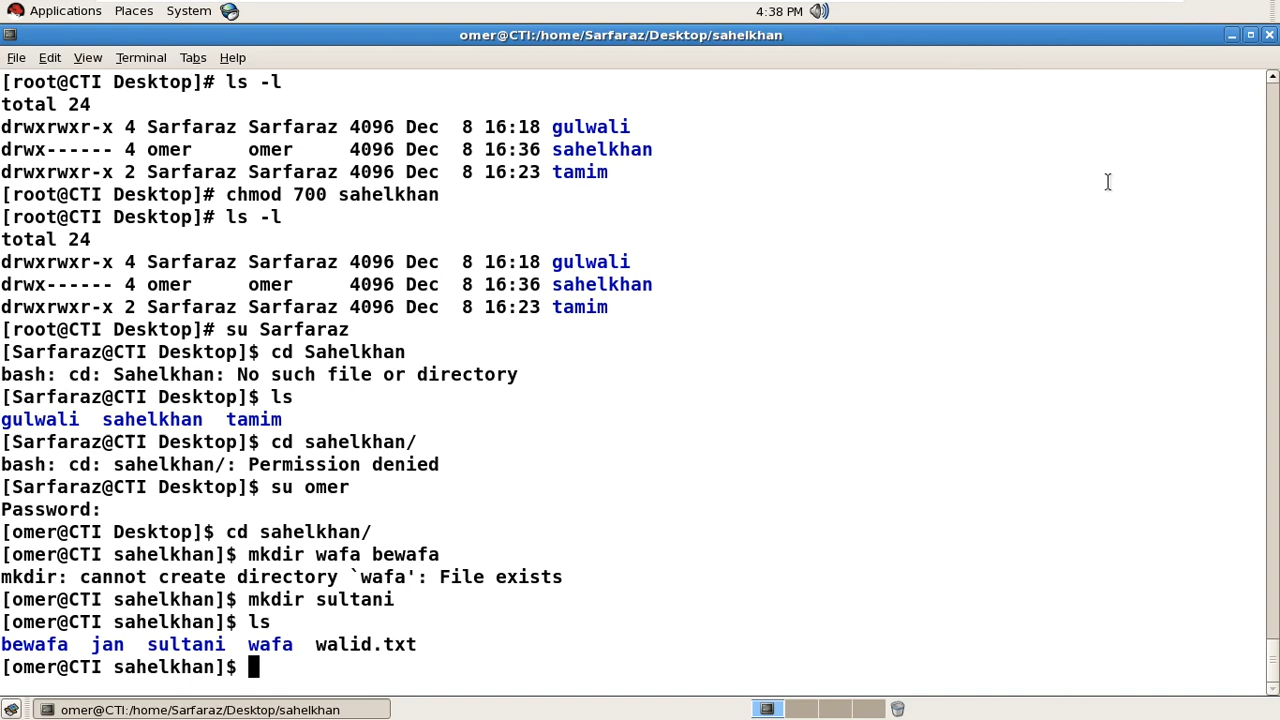 Applications Places System 4:38 PM
omer@CTI:/home/Sarfaraz/Desktop/sahelkhan
File Edit View Terminal Tabs Help
[root@CTI Desktop]# ls -l
total 24
drwxrwxr-x 4 Sarfaraz Sarfaraz 4096 Dec  8 16:18 gulwali
drwx------ 4 omer     omer     4096 Dec  8 16:36 sahelkhan
drwxrwxr-x 2 Sarfaraz Sarfaraz 4096 Dec  8 16:23 tamim
[root@CTI Desktop]# chmod 700 sahelkhan
[root@CTI Desktop]# ls -l
total 24
drwxrwxr-x 4 Sarfaraz Sarfaraz 4096 Dec  8 16:18 gulwali
drwx------ 4 omer     omer     4096 Dec  8 16:36 sahelkhan
drwxrwxr-x 2 Sarfaraz Sarfaraz 4096 Dec  8 16:23 tamim
[root@CTI Desktop]# su Sarfaraz
[Sarfaraz@CTI Desktop]$ cd Sahelkhan
bash: cd: Sahelkhan: No such file or directory
[Sarfaraz@CTI Desktop]$ ls
gulwali  sahelkhan  tamim
[Sarfaraz@CTI Desktop]$ cd sahelkhan/
bash: cd: sahelkhan/: Permission denied
[Sarfaraz@CTI Desktop]$ su omer
Password:
[omer@CTI Desktop]$ cd sahelkhan/
[omer@CTI sahelkhan]$ mkdir wafa bewafa
mkdir: cannot create directory `wafa': File exists
[omer@CTI sahelkhan]$ mkdir sultani
[omer@CTI sahelkhan]$ ls
bewafa  jan  sultani  wafa  walid.txt
[omer@CTI sahelkhan]$
omer@CTI:/home/Sarfaraz/Desktop/sahelkhan